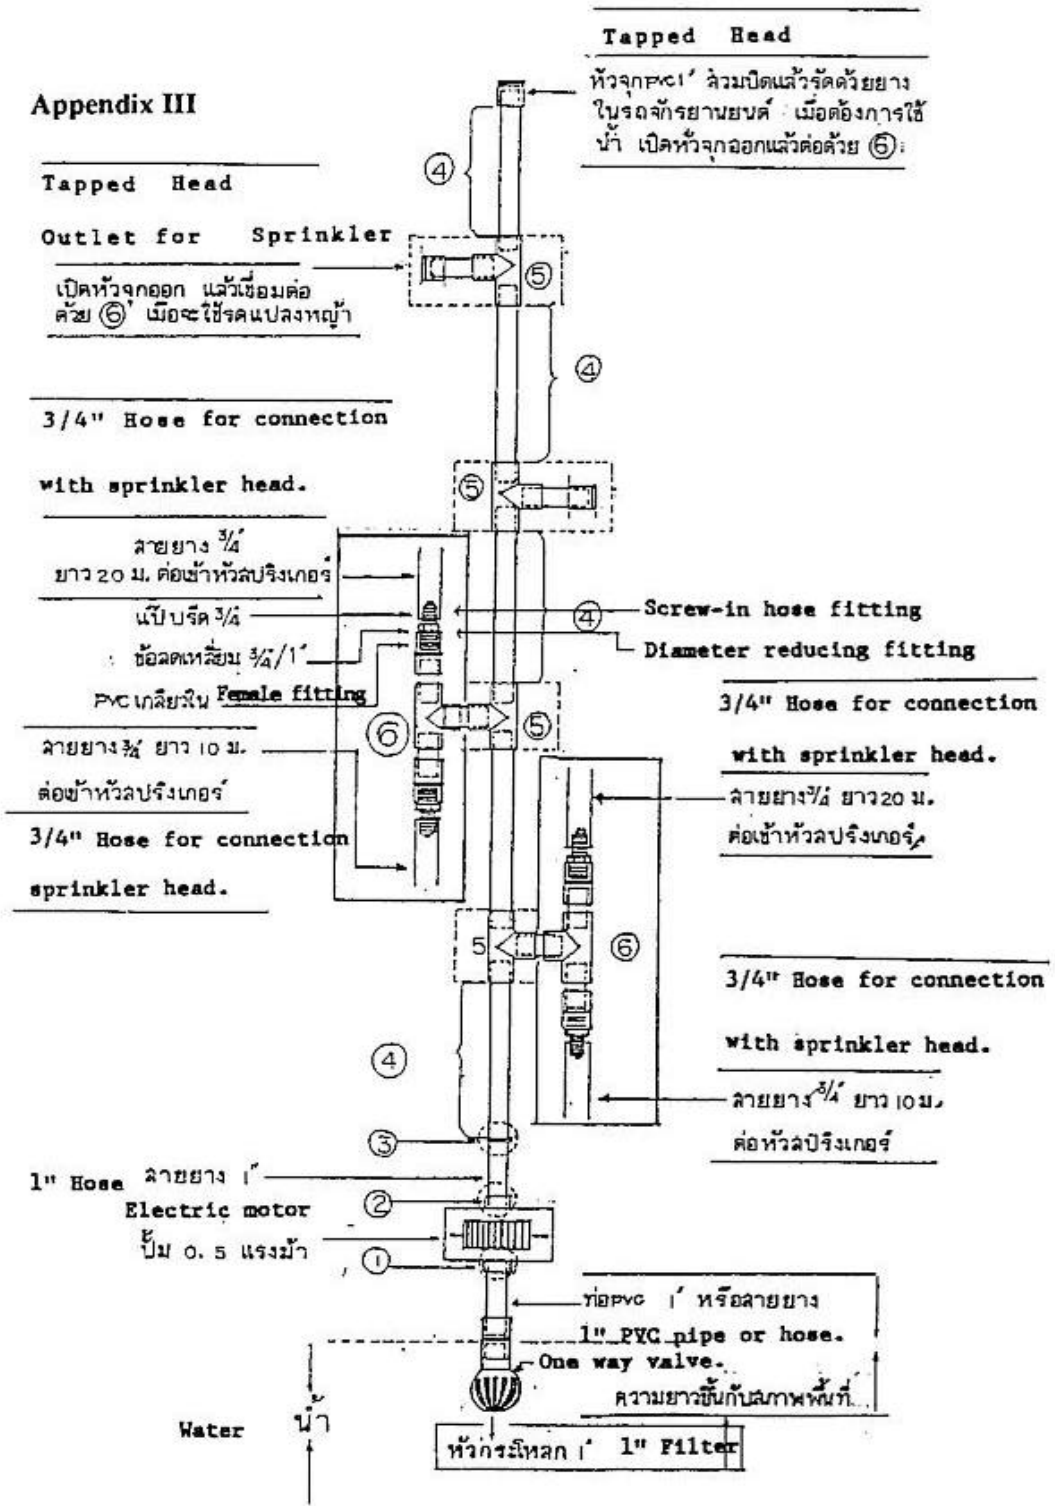 Tapped Head
หัวจุกPVC1" สวมปิดแล้วรัดด้วยยาง
ในรถจักรยานยนต์ เมื่อต้องการใช้
น้ำ เปิดหัวจุกออกแล้วต่อด้วย ⑥
Appendix III
④
Tapped Head
Outlet for Sprinkler
เปิดหัวจุกออก แล้วเชื่อมต่อ
ด้วย ⑥ เมื่อจะใช้รดแปลงหญ้า
⑤
④
3/4" Hose for connection
with sprinkler head.
⑤
สายยาง 3/4"
ยาว 20 ม. ต่อเข้าหัวสปริงเกอร์
④
แป๊บรีด 3/4
Screw-in hose fitting
ข้อลดเหลี่ยม 3/4"/1"
Diameter reducing fitting
PVC เกลียวใน Female fitting
⑥
⑤
3/4" Hose for connection
with sprinkler head.
สายยาง 3/4" ยาว 10 ม.
ต่อเข้าหัวสปริงเกอร์
สายยาง 3/4" ยาว 20 ม.
ต่อเข้าหัวสปริงเกอร์
3/4" Hose for connection
sprinkler head.
5
⑥
3/4" Hose for connection
with sprinkler head.
④
สายยาง 3/4" ยาว 10 ม.
ต่อหัวสปริงเกอร์
③
1" Hose สายยาง 1"
②
Electric motor
ปั๊ม 0.5 แรงม้า
①
ท่อPVC 1" หรือสายยาง
1" PVC pipe or hose.
One way valve.
ความยาวขึ้นกับสภาพพื้นที่
Water น้ำ
หัวกระโหลก 1" 1" Filter